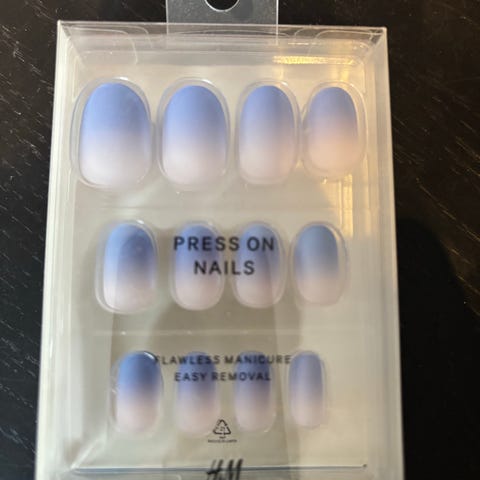 PRESS ON
NAILS
FLAWLESS MANICURE
EASY REMOVAL
H&M